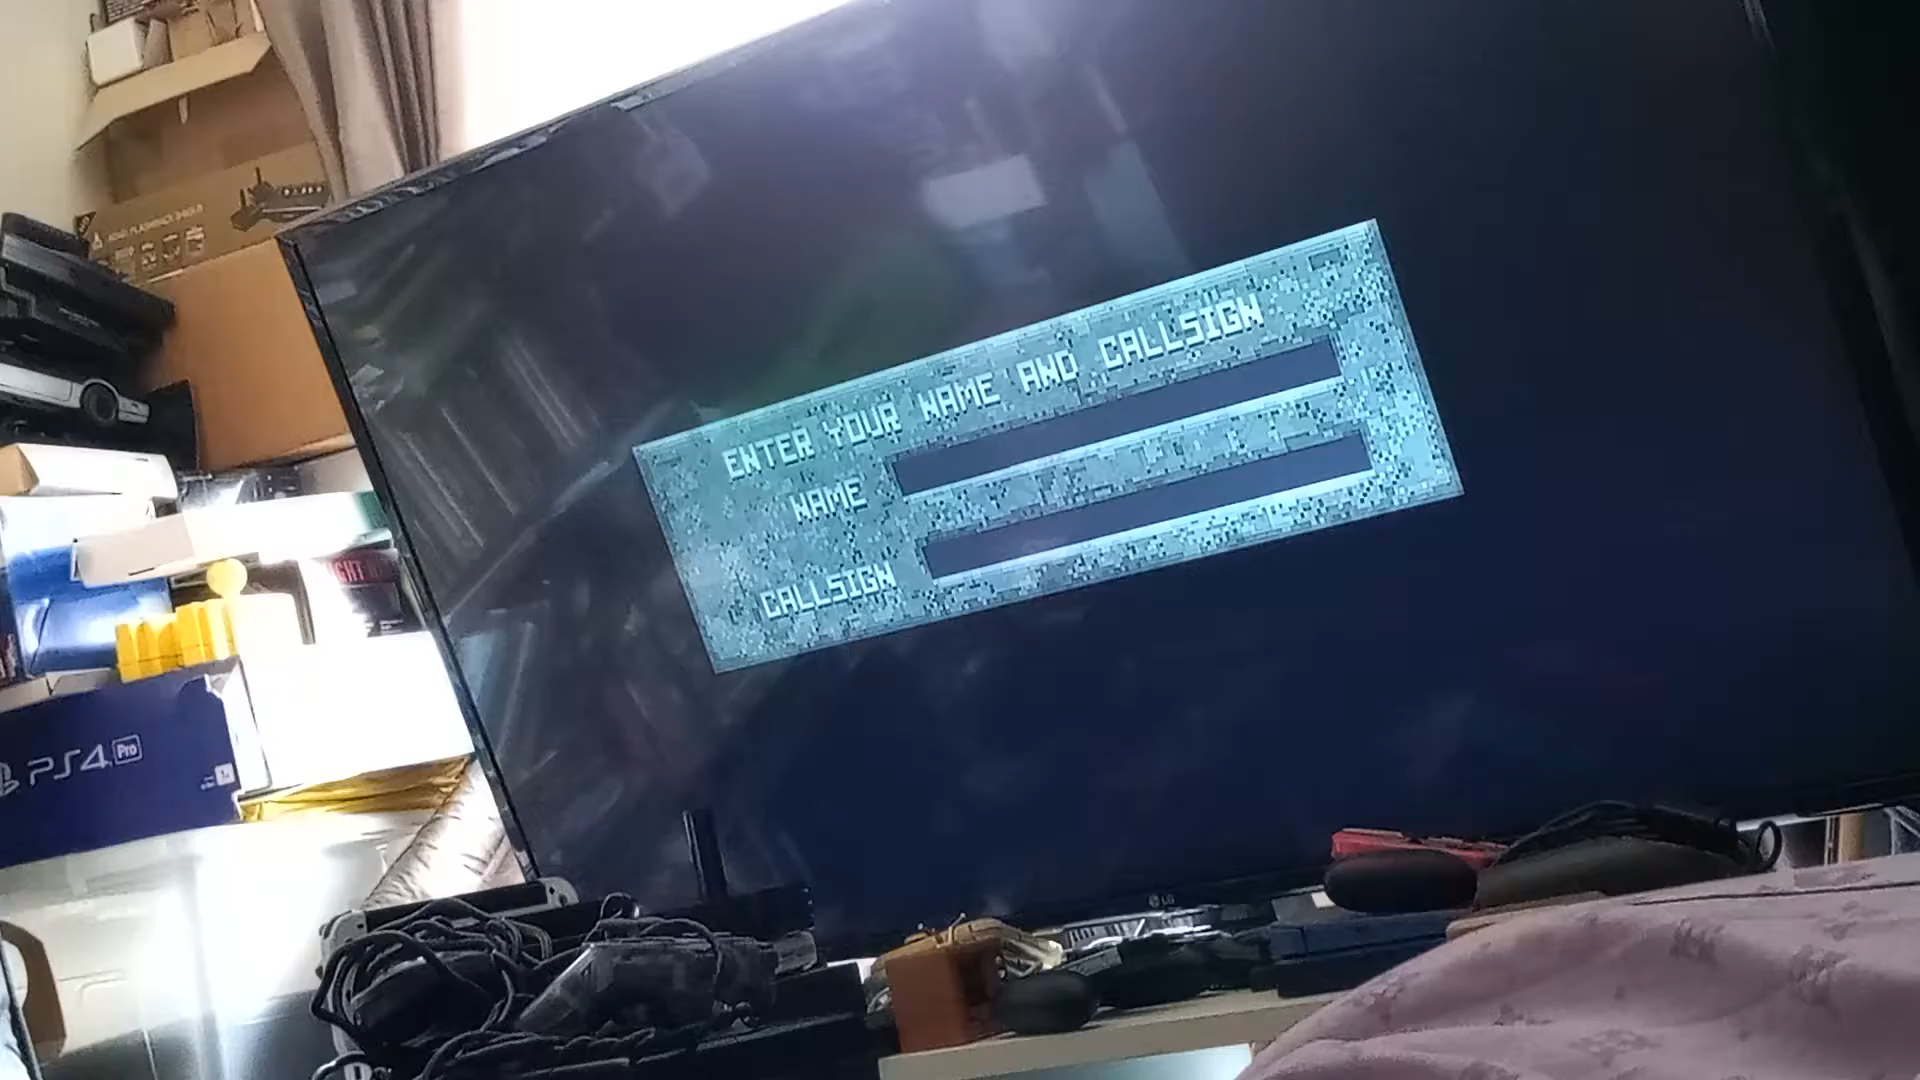 ENTER YOUR NAME AND CALLSIGN
NAME
CALLSIGN
PS4 Pro
LG